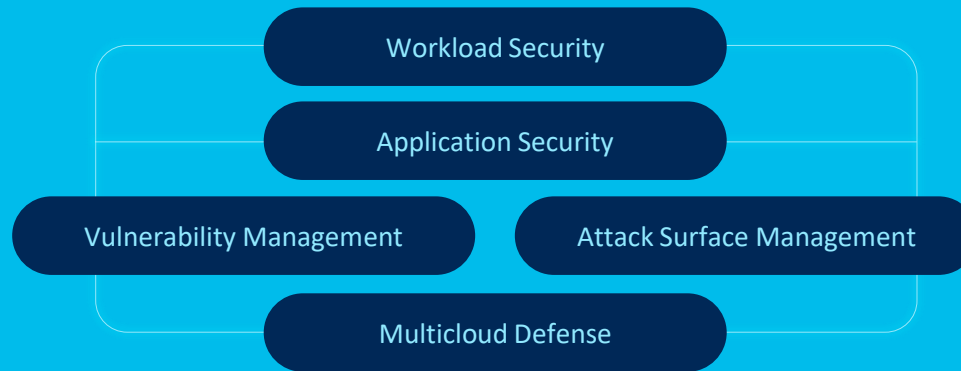 Workload Security
Application Security
Vulnerability Management
Attack Surface Management
Multicloud Defense